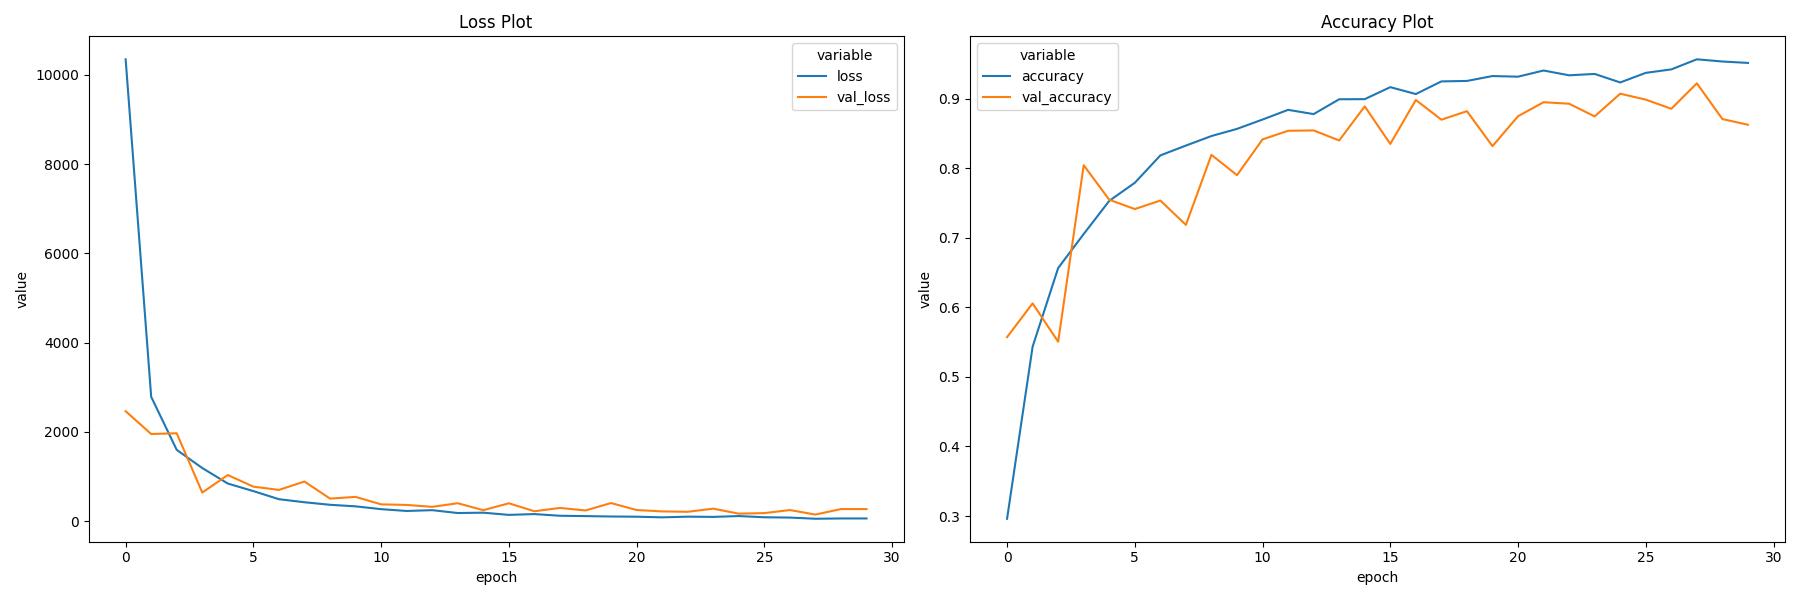 Loss Plot
variable
loss
val_loss
10000
8000
6000
4000
2000
0
value
0 5 10 15 20 25 30
epoch
Accuracy Plot
variable
accuracy
val_accuracy
0.9
0.8
0.7
0.6
0.5
0.4
0.3
value
0 5 10 15 20 25 30
epoch